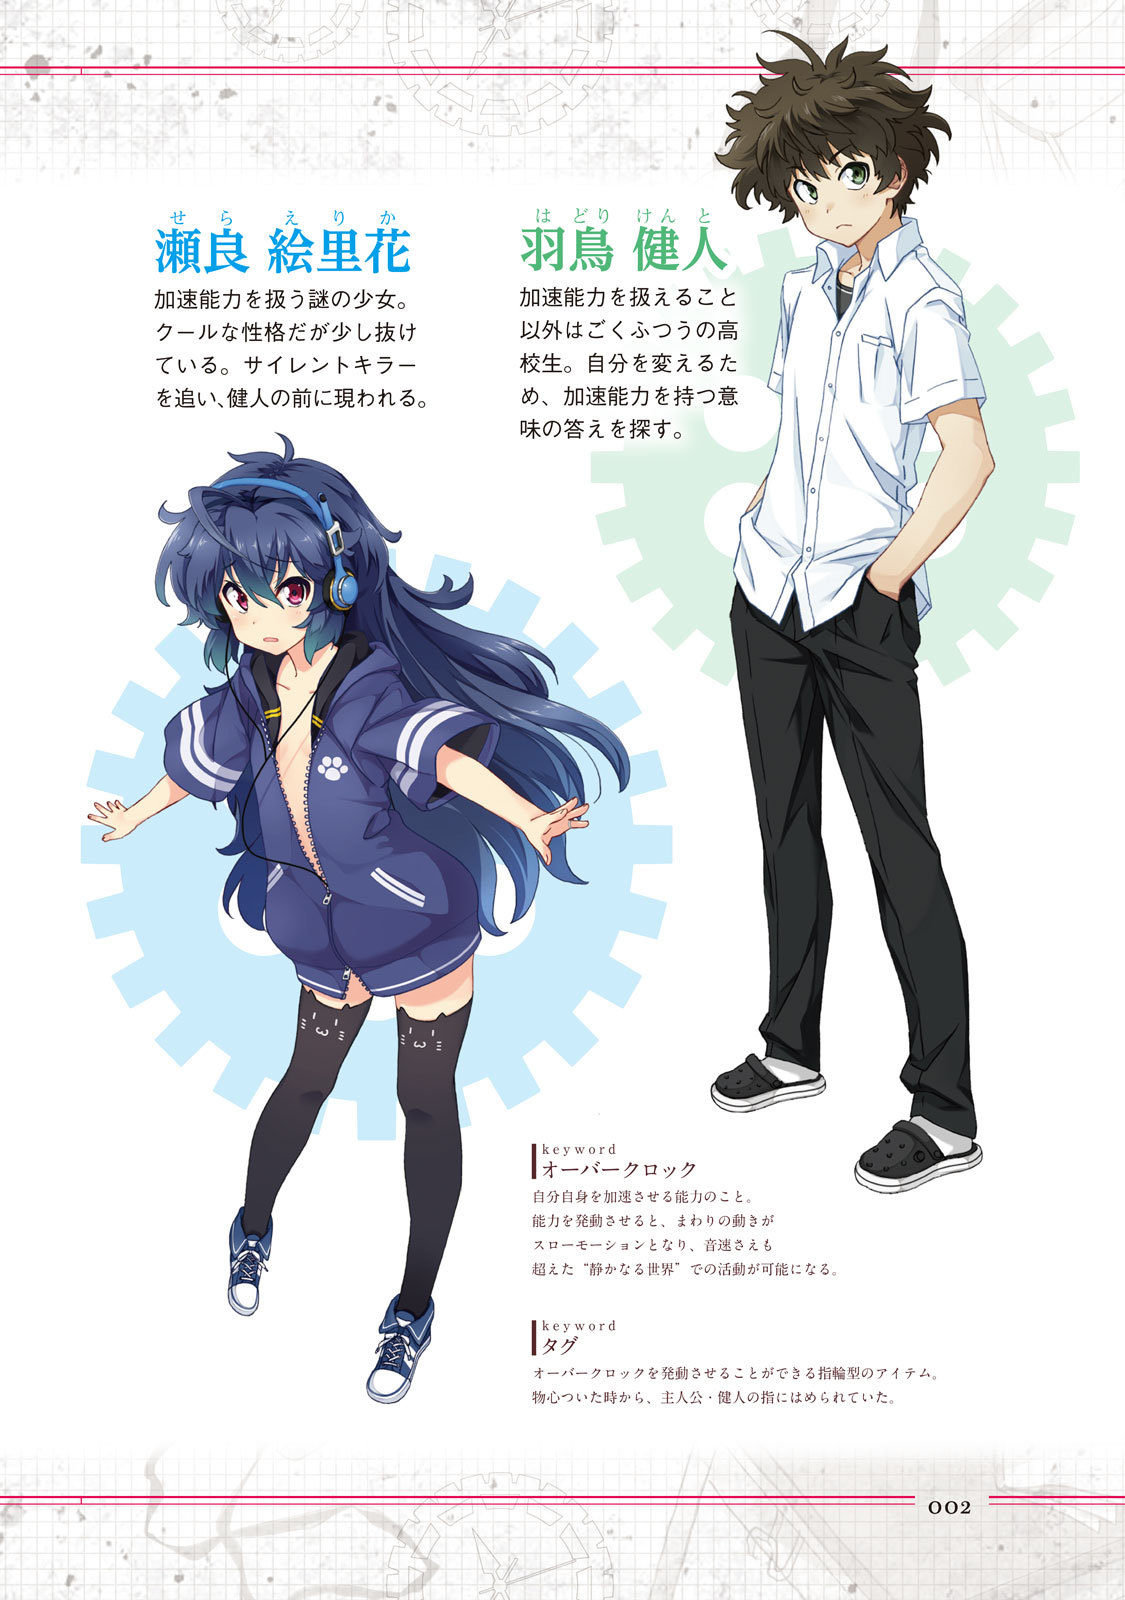 せら えりか
瀬良 絵里花
加速能力を扱う謎の少女。
クールな性格だが少し抜け
ている。サイレントキラー
を追い、健人の前に現われる。
はどり けんと
羽鳥 健人
加速能力を扱えること
以外はごくふつうの高
校生。自分を変えるた
め、加速能力を持つ意
味の答えを探す。
keyword
オーバークロック
自分自身を加速させる能力のこと。
能力を発動させると、まわりの動きが
スローモーションとなり、音速さえも
超えた“静かなる世界”での活動が可能になる。
keyword
タグ
オーバークロックを発動させることができる指輪型のアイテム。
物心ついた時から、主人公・健人の指にはめられていた。
002